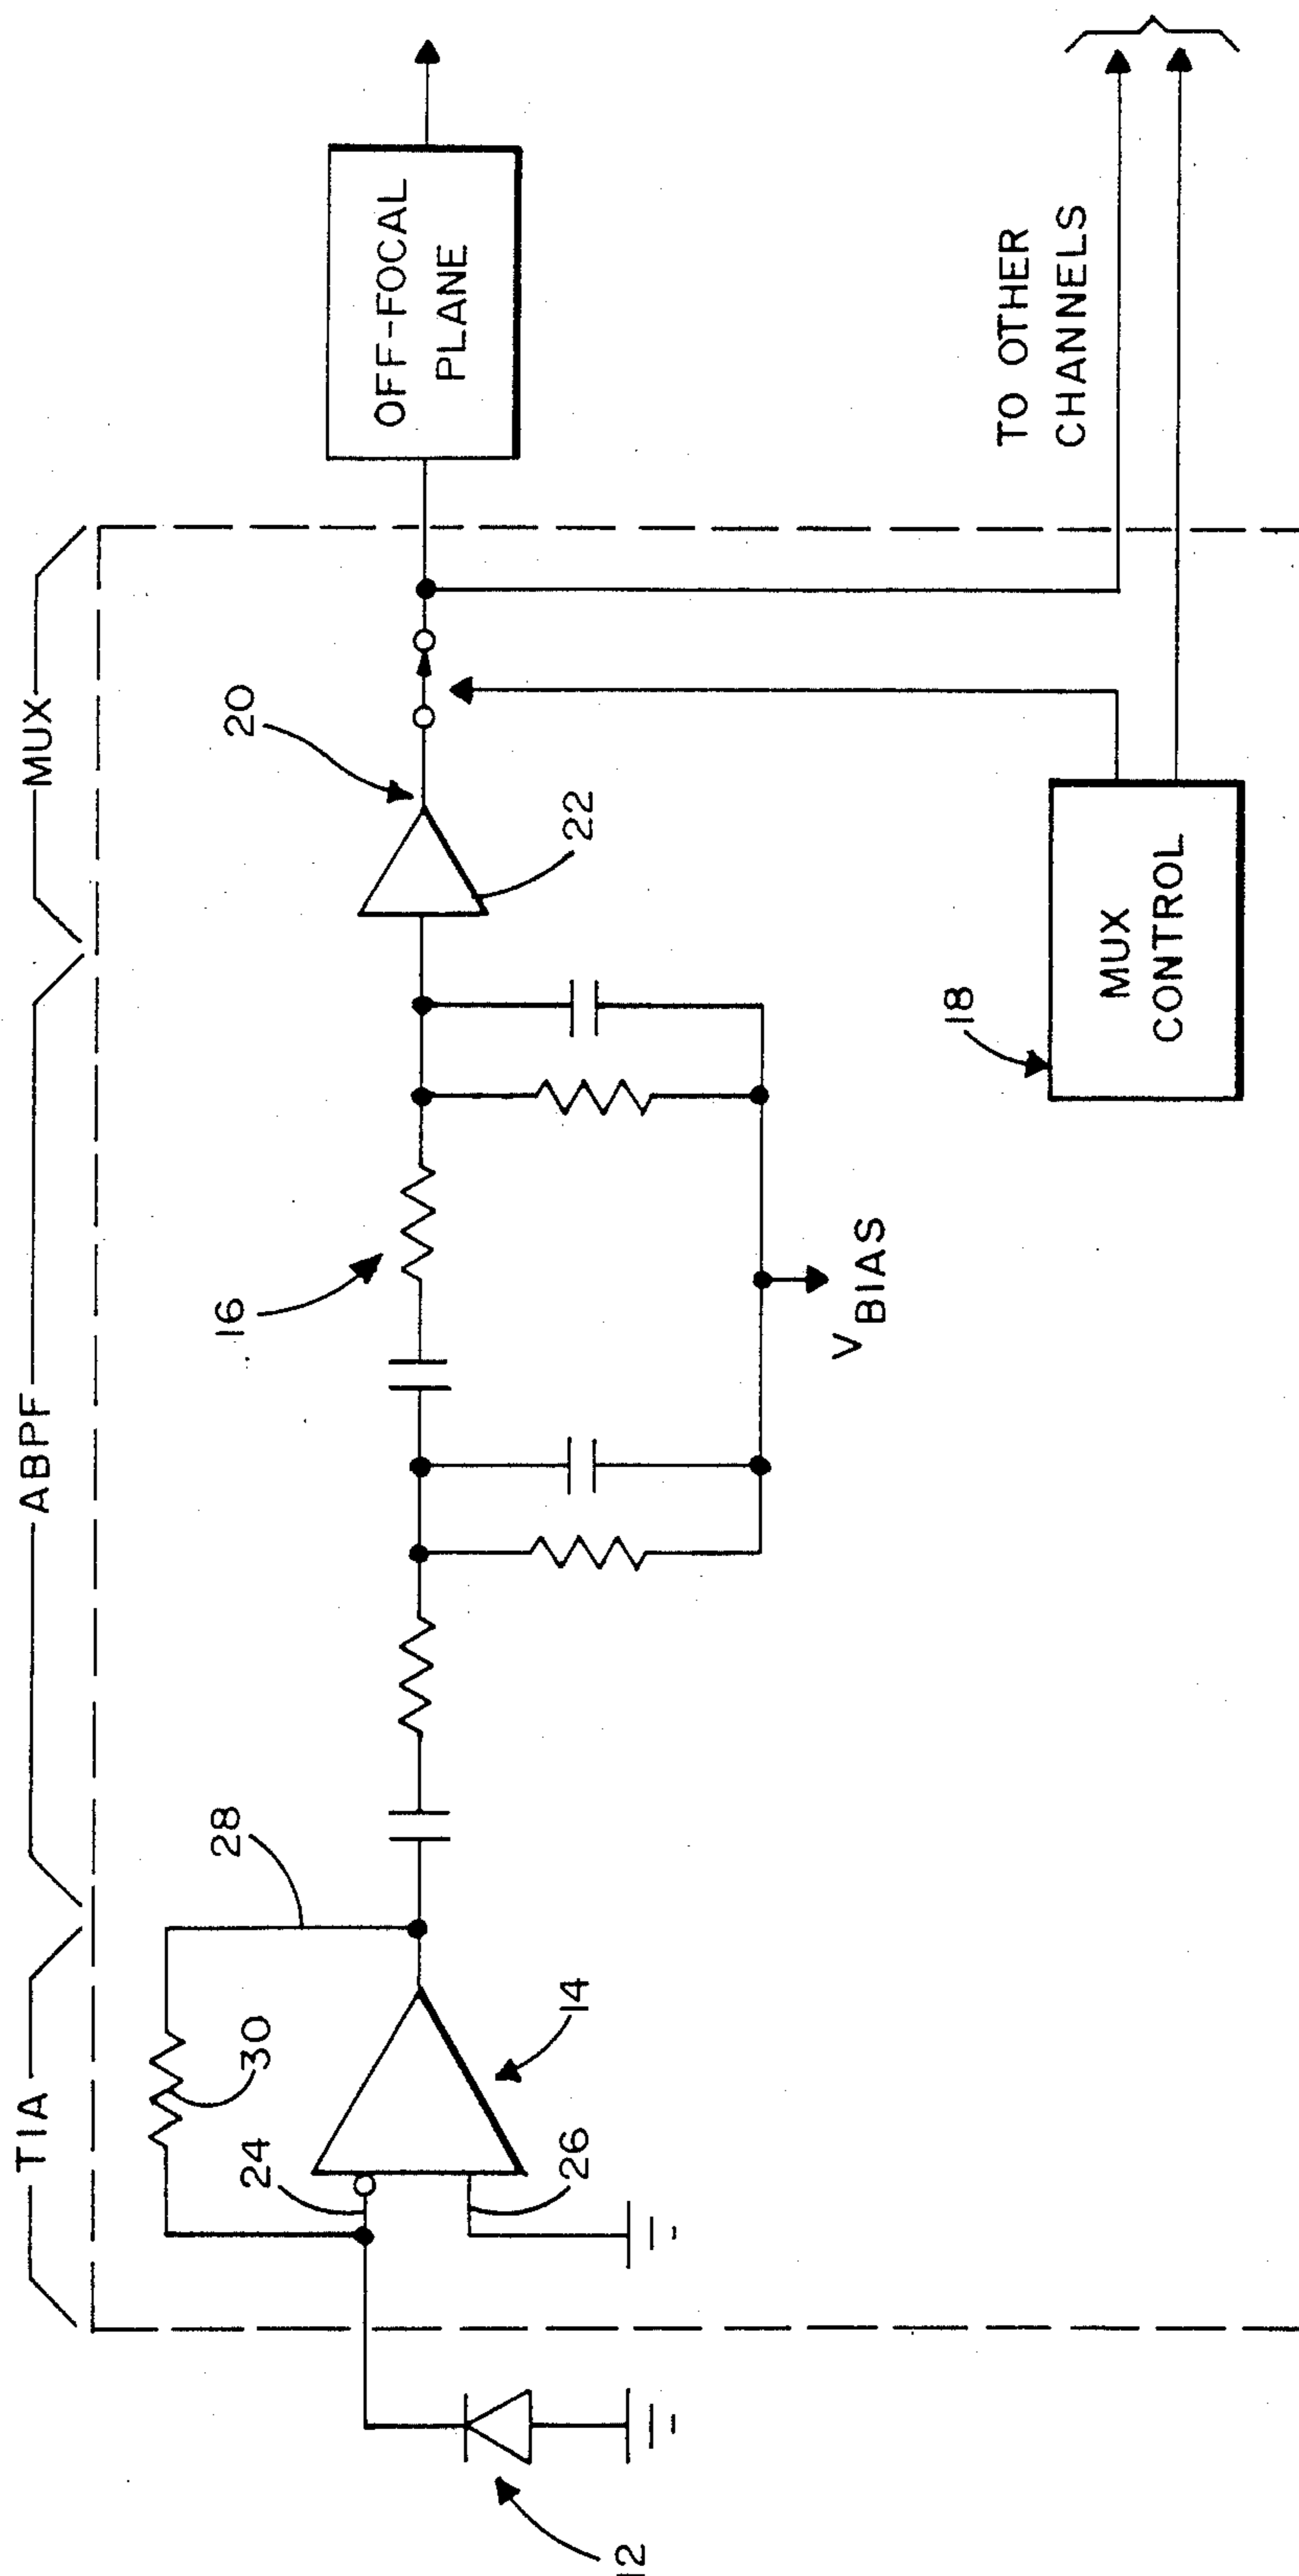 TIA
ABPF
MUX
30
28
24
26
14
12
16
20
22
V BIAS
18
MUX
CONTROL
OFF-FOCAL
PLANE
TO OTHER
CHANNELS